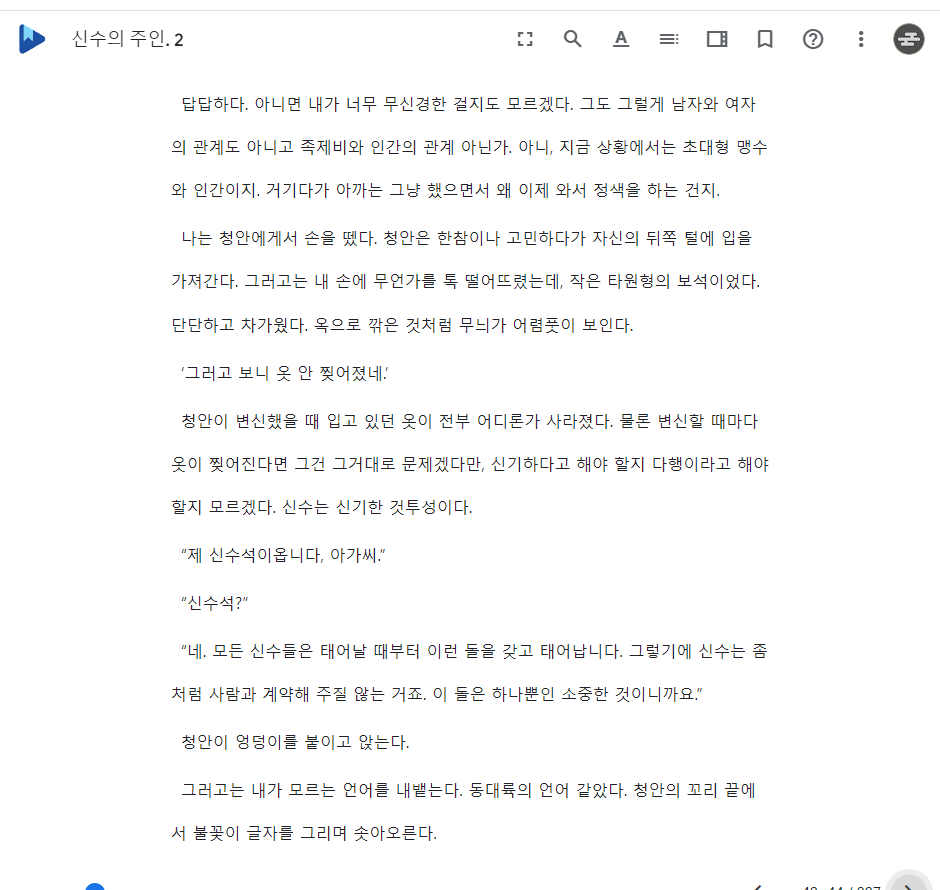 신수의 주인. 2
답답하다. 아니면 내가 너무 무신경한 걸지도 모르겠다. 그도 그럴게 남자와 여자
의 관계도 아니고 족제비와 인간의 관계 아닌가. 아니, 지금 상황에서는 초대형 맹수
와 인간이지. 거기다가 아까는 그냥 했으면서 왜 이제 와서 정색을 하는 건지.
나는 청안에게서 손을 뗐다. 청안은 한참이나 고민하다가 자신의 뒤쪽 털에 입을
가져간다. 그러고는 내 손에 무언가를 톡 떨어뜨렸는데, 작은 타원형의 보석이었다.
단단하고 차가웠다. 옥으로 깎은 것처럼 무늬가 어렴풋이 보인다.
‘그러고 보니 옷 안 찢어졌네.’
청안이 변신했을 때 입고 있던 옷이 전부 어디론가 사라졌다. 물론 변신할 때마다
옷이 찢어진다면 그건 그거대로 문제겠다만, 신기하다고 해야 할지 다행이라고 해야
할지 모르겠다. 신수는 신기한 것투성이다.
“제 신수석이옵니다, 아가씨.”
“신수석?”
“네. 모든 신수들은 태어날 때부터 이런 돌을 갖고 태어납니다. 그렇기에 신수는 좀
처럼 사람과 계약해 주질 않는 거죠. 이 돌은 하나뿐인 소중한 것이니까요.”
청안이 엉덩이를 붙이고 앉는다.
그러고는 내가 모르는 언어를 내뱉는다. 동대륙의 언어 같았다. 청안의 꼬리 끝에
서 불꽃이 글자를 그리며 솟아오른다.